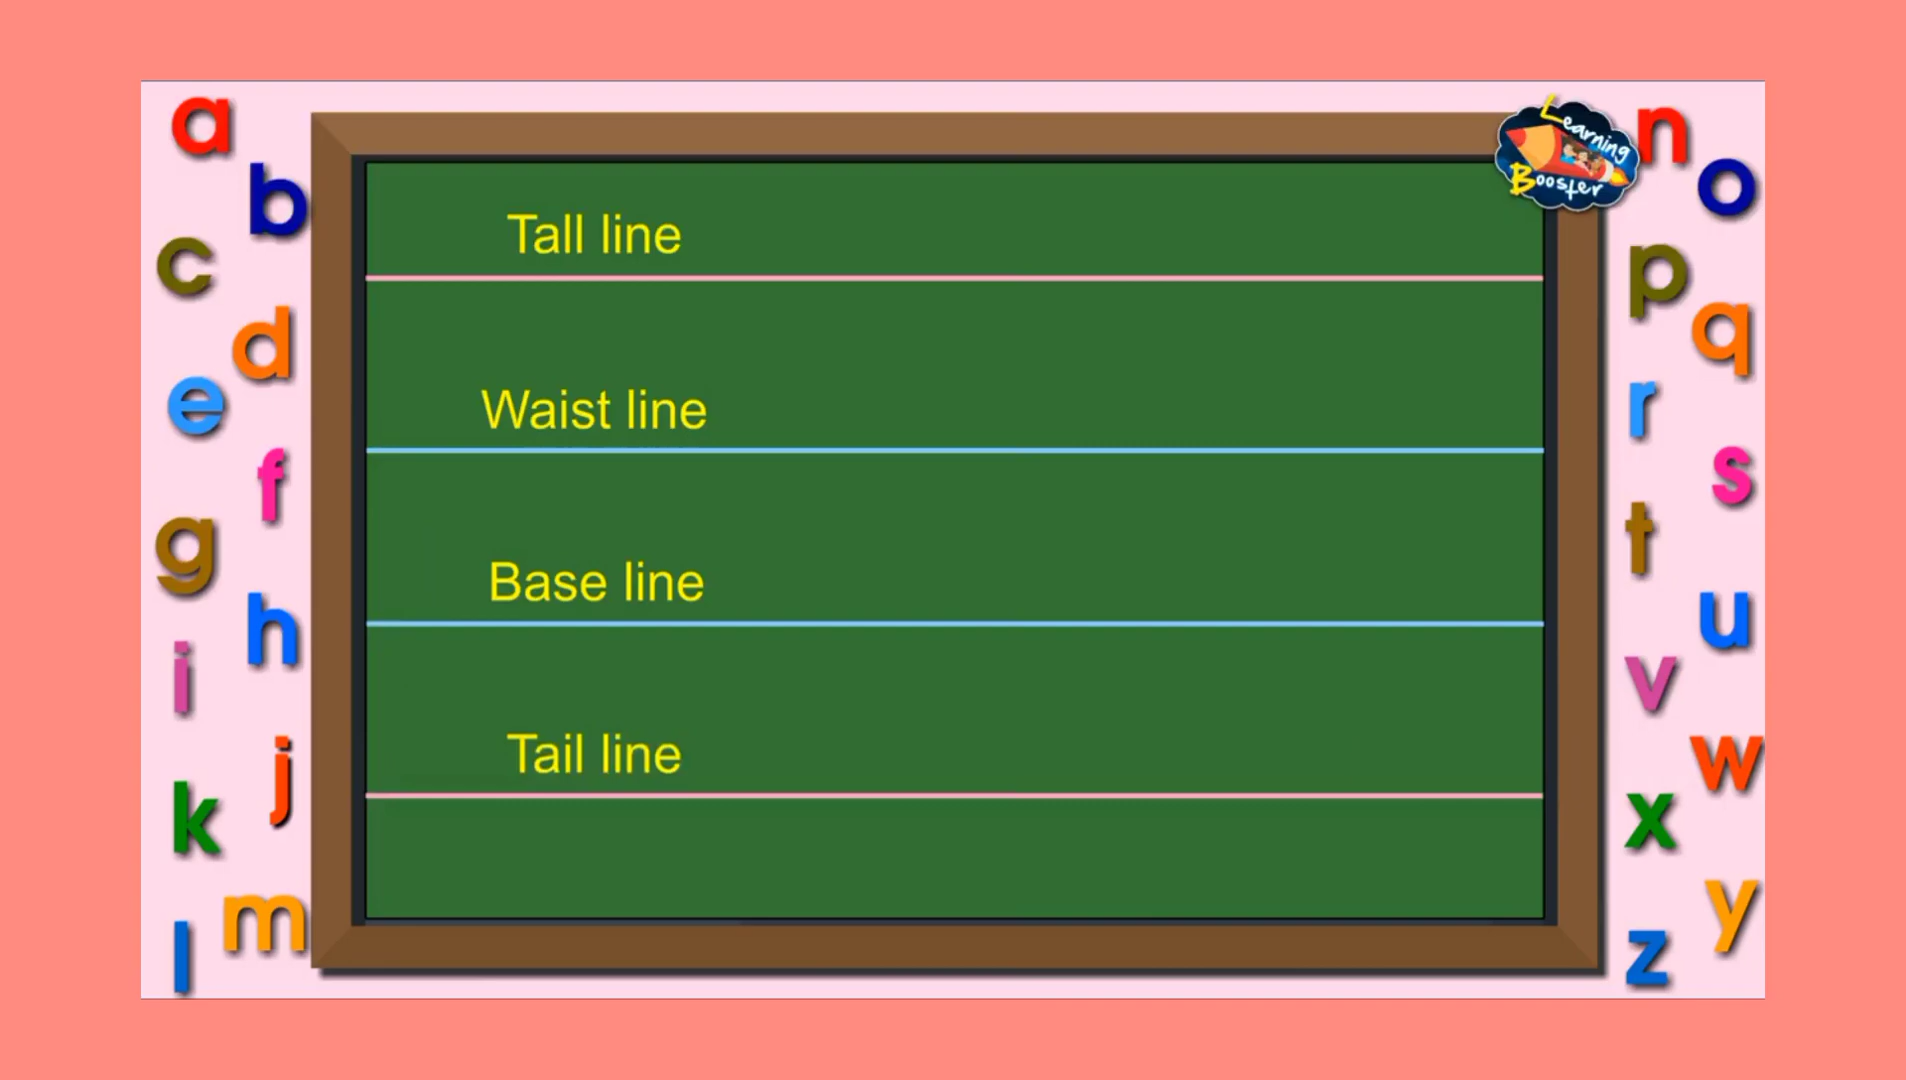 a
b
c
d
e
f
g
h
i
j
k
l
m
Learning
Booster
Tall line
Waist line
Base line
Tail line
n
o
p
q
r
s
t
u
v
w
x
y
z